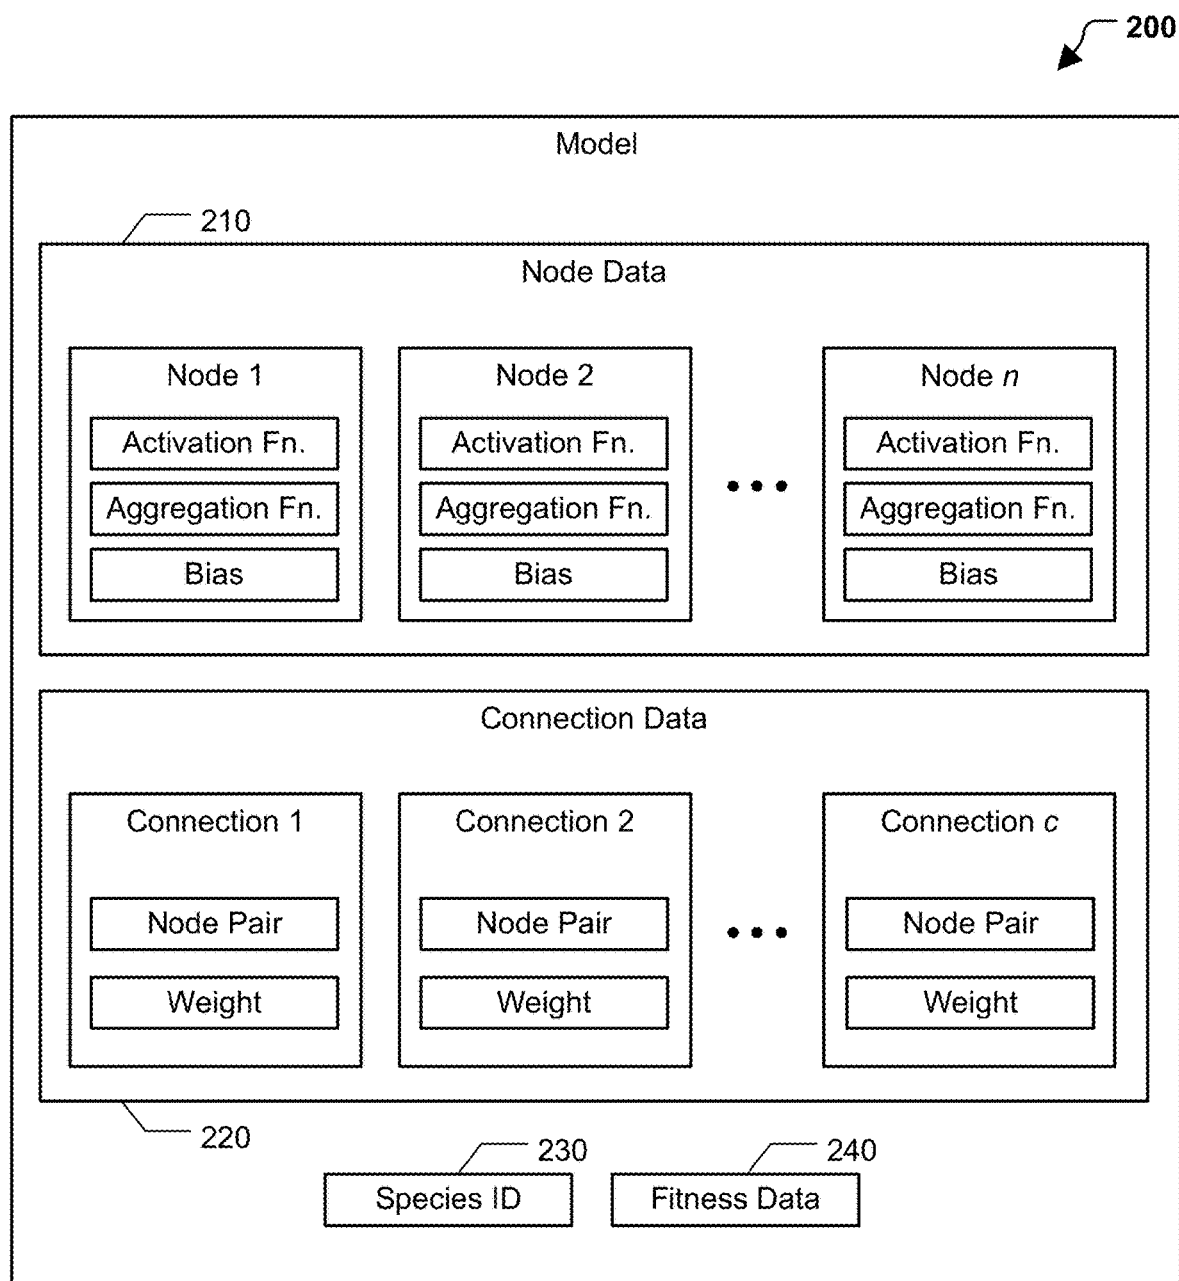 200
Model
210
Node Data
Node 1 Node 2 Node n
Activation Fn. Activation Fn. Activation Fn.
Aggregation Fn. Aggregation Fn. Aggregation Fn.
Bias Bias Bias
Connection Data
Connection 1 Connection 2 Connection c
Node Pair Node Pair Node Pair
Weight Weight Weight
220
230 240
Species ID Fitness Data